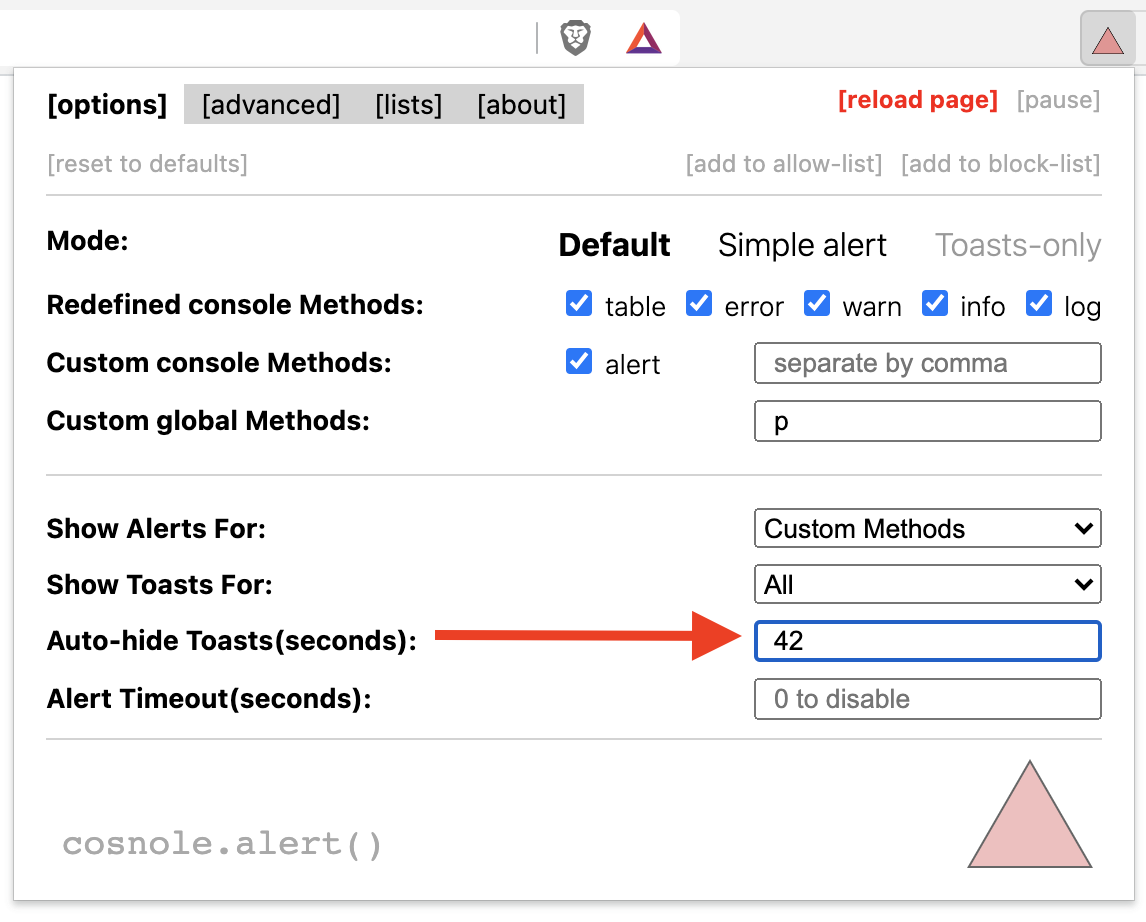 [options] [advanced] [lists] [about] [reload page] [pause]
[reset to defaults] [add to allow-list] [add to block-list]
Mode: Default Simple alert Toasts-only
Redefined console Methods: table error warn info log
Custom console Methods: alert separate by comma
Custom global Methods: p
Show Alerts For: Custom Methods
Show Toasts For: All
Auto-hide Toasts(seconds): 42
Alert Timeout(seconds): 0 to disable
cosnole.alert()